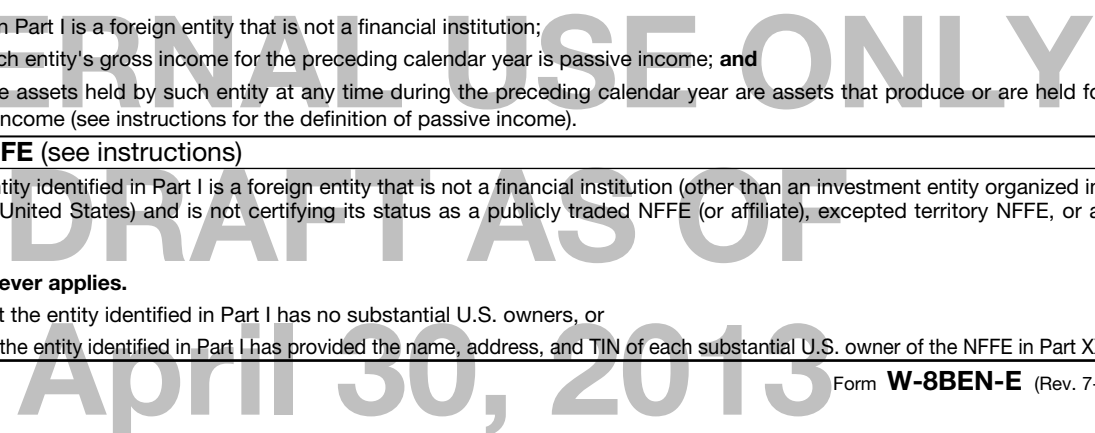 n Part I is a foreign entity that is not a financial institution;
ERNAL USE ONLY
ch entity's gross income for the preceding calendar year is passive income; and
e assets held by such entity at any time during the preceding calendar year are assets that produce or are held fo
ncome (see instructions for the definition of passive income).
FE (see instructions)
ntity identified in Part I is a foreign entity that is not a financial institution (other than an investment entity organized in
United States) and is not certifying its status as a publicly traded NFFE (or affiliate), excepted territory NFFE, or a
DRAFT AS OF
ever applies.
t the entity identified in Part I has no substantial U.S. owners, or
the entity identified in Part I has provided the name, address, and TIN of each substantial U.S. owner of the NFFE in Part X
April 30, 2013
Form W-8BEN-E (Rev. 7-